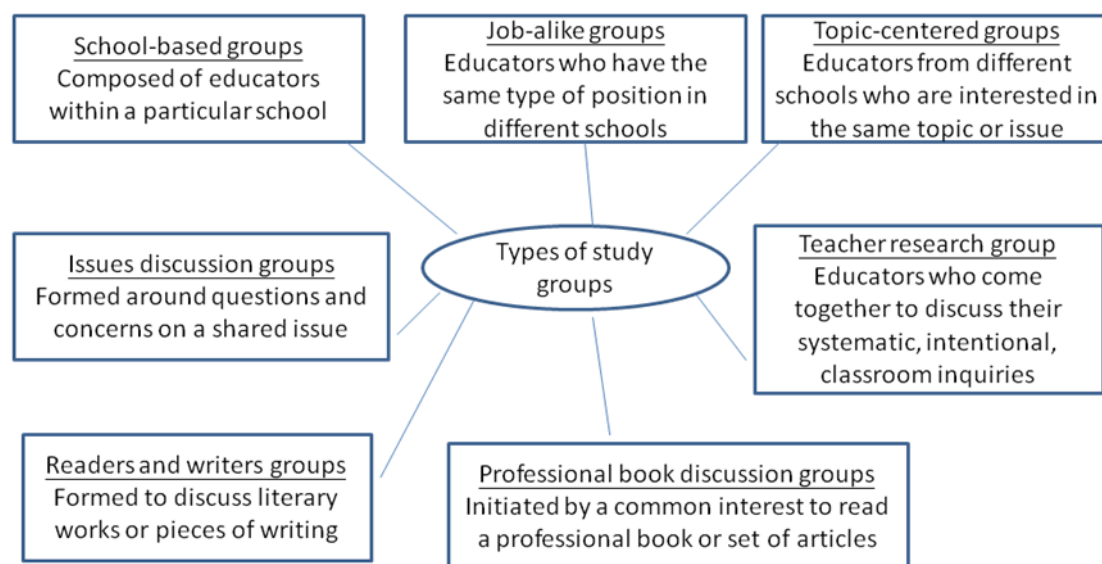 School-based groups
Composed of educators
within a particular school
Job-alike groups
Educators who have the
same type of position in
different schools
Topic-centered groups
Educators from different
schools who are interested in
the same topic or issue
Issues discussion groups
Formed around questions and
concerns on a shared issue
Types of study
groups
Teacher research group
Educators who come
together to discuss their
systematic, intentional,
classroom inquiries
Readers and writers groups
Formed to discuss literary
works or pieces of writing
Professional book discussion groups
Initiated by a common interest to read
a professional book or set of articles